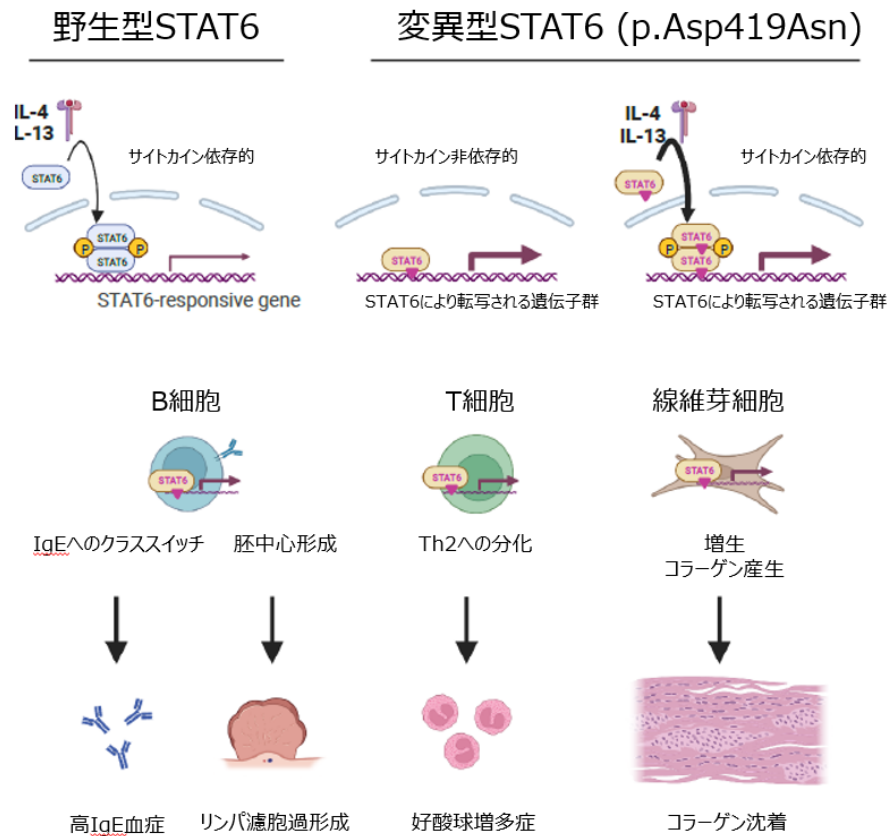 野生型STAT6
変異型STAT6 (p.Asp419Asn)
IL-4
L-13
サイトカイン依存的
STAT6
P
STAT6
P
STAT6
STAT6-responsive gene
サイトカイン非依存的
STAT6
STAT6により転写される遺伝子群
IL-4
IL-13
サイトカイン依存的
STAT6
P
STAT6
P
STAT6
STAT6により転写される遺伝子群
B細胞
T細胞
線維芽細胞
STAT6
STAT6
STAT6
IgEへのクラススイッチ
胚中心形成
Th2への分化
増生
コラーゲン産生
高IgE血症
リンパ濾胞過形成
好酸球増多症
コラーゲン沈着